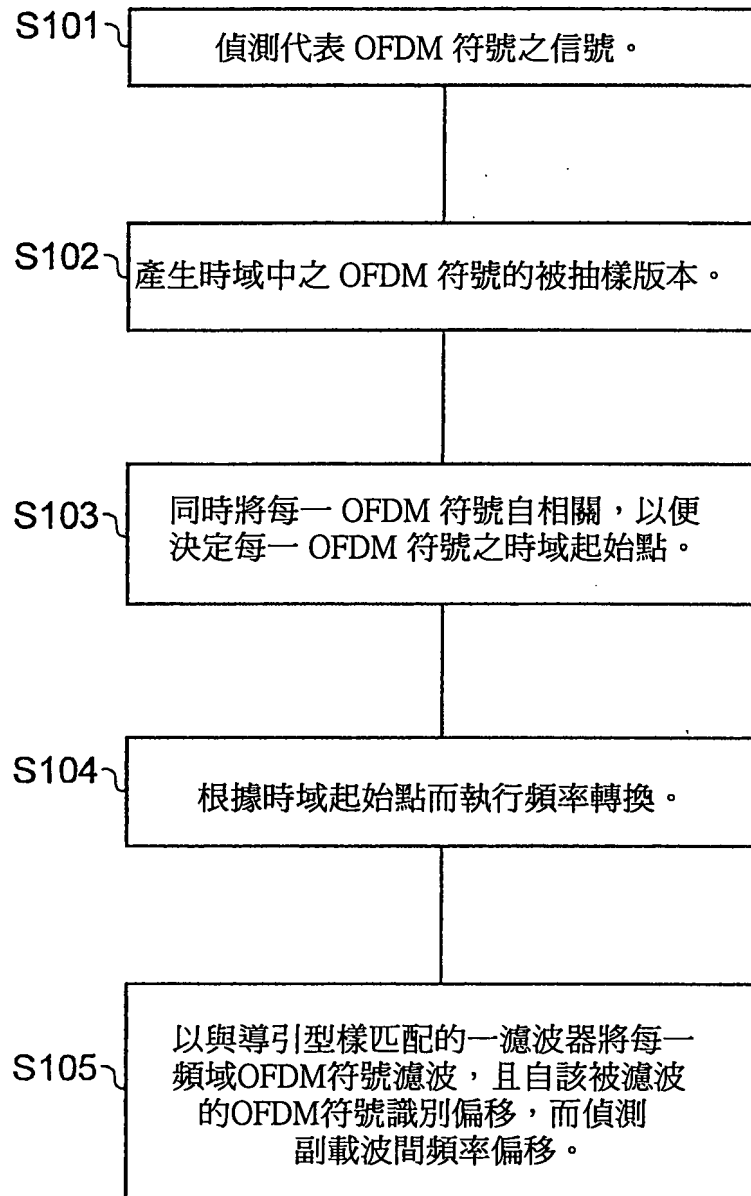 S101
偵測代表 OFDM 符號之信號。
S102
產生時域中之 OFDM 符號的被抽樣版本。
S103
同時將每一 OFDM 符號自相關，以便
決定每一 OFDM 符號之時域起始點。
S104
根據時域起始點而執行頻率轉換。
S105
以與導引型樣匹配的一濾波器將每一
頻域OFDM符號濾波，且自該被濾波
的OFDM符號識別偏移，而偵測
副載波間頻率偏移。